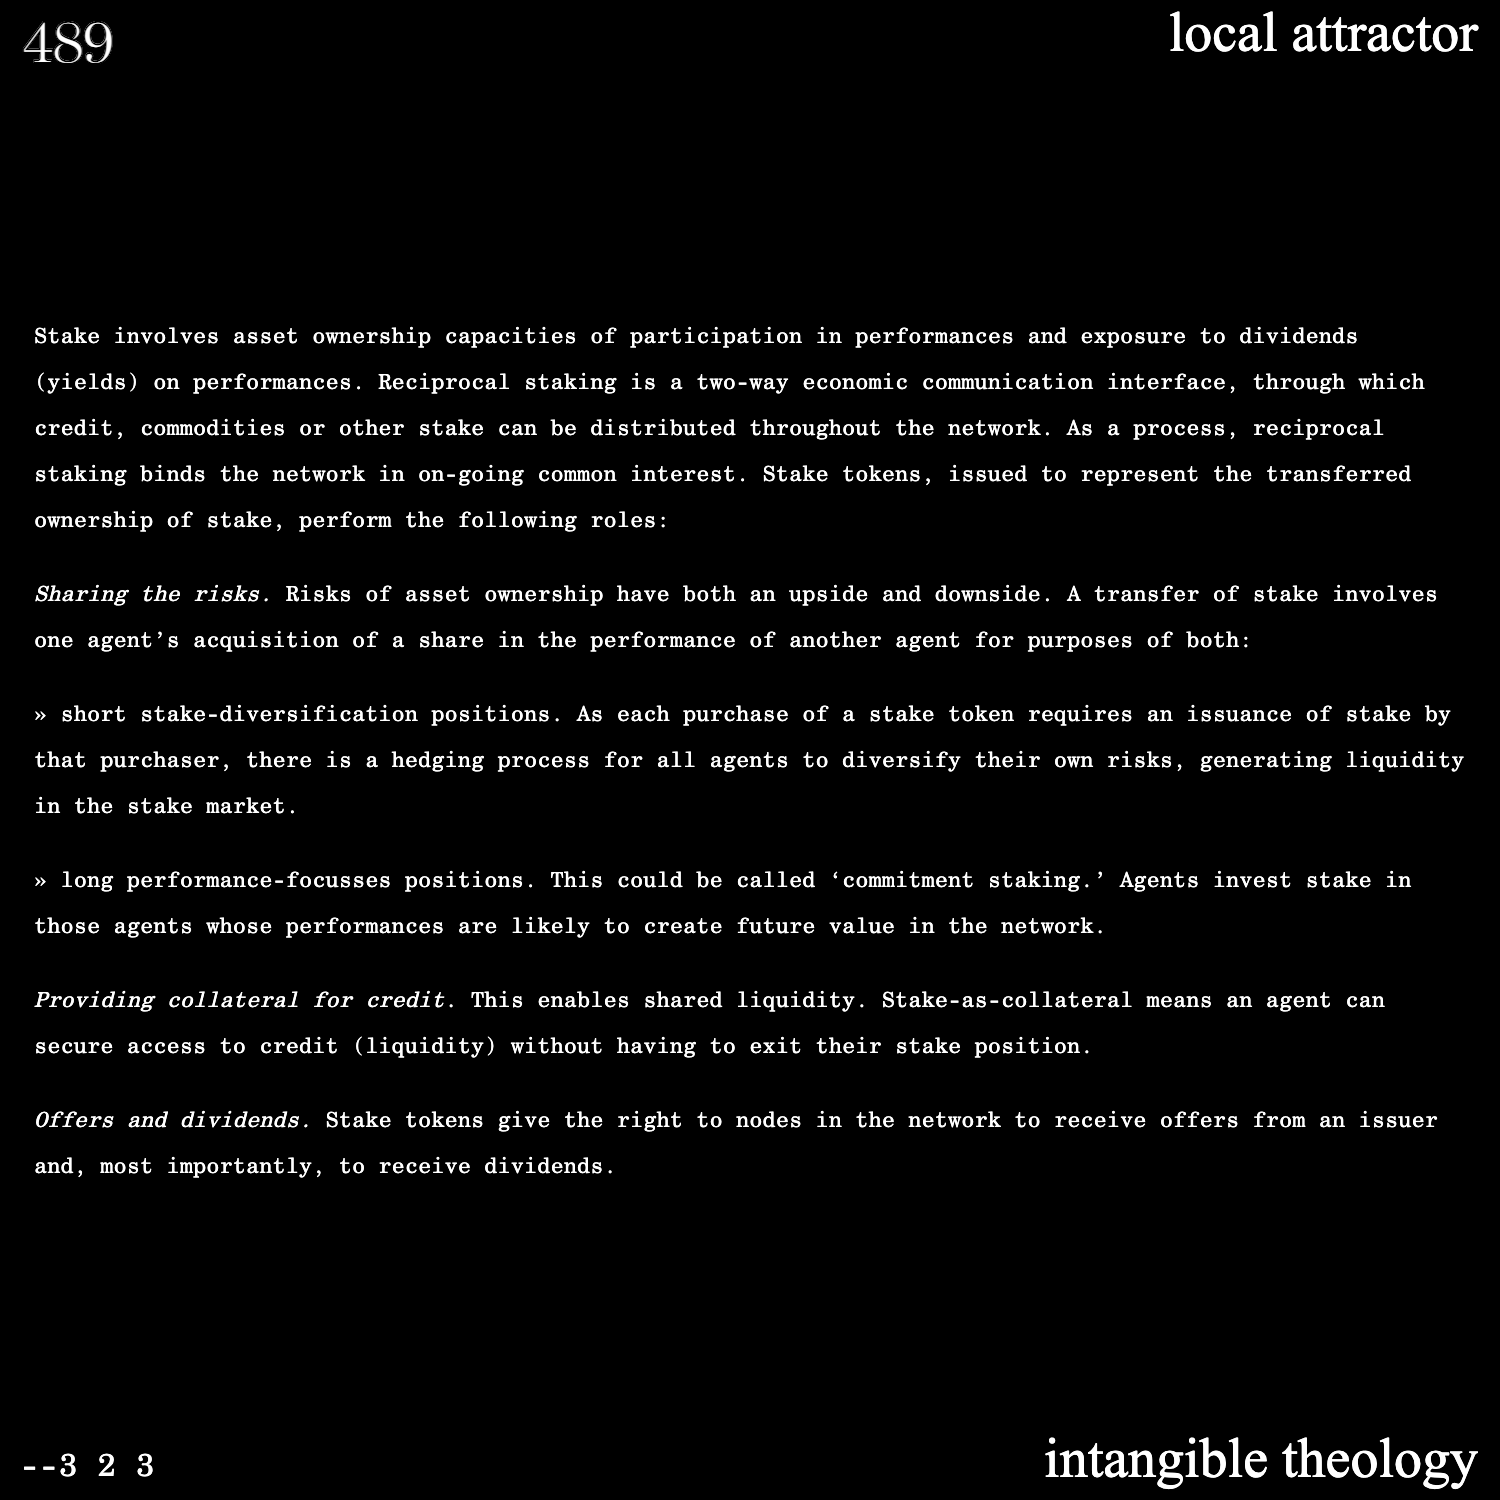 489
local attractor
Stake involves asset ownership capacities of participation in performances and exposure to dividends
(yields) on performances. Reciprocal staking is a two-way economic communication interface, through which
credit, commodities or other stake can be distributed throughout the network. As a process, reciprocal
staking binds the network in on-going common interest. Stake tokens, issued to represent the transferred
ownership of stake, perform the following roles:
Sharing the risks. Risks of asset ownership have both an upside and downside. A transfer of stake involves
one agent’s acquisition of a share in the performance of another agent for purposes of both:
» short stake-diversification positions. As each purchase of a stake token requires an issuance of stake by
that purchaser, there is a hedging process for all agents to diversify their own risks, generating liquidity
in the stake market.
» long performance-focusses positions. This could be called ‘commitment staking.’ Agents invest stake in
those agents whose performances are likely to create future value in the network.
Providing collateral for credit. This enables shared liquidity. Stake-as-collateral means an agent can
secure access to credit (liquidity) without having to exit their stake position.
Offers and dividends. Stake tokens give the right to nodes in the network to receive offers from an issuer
and, most importantly, to receive dividends.
--3 2 3
intangible theology